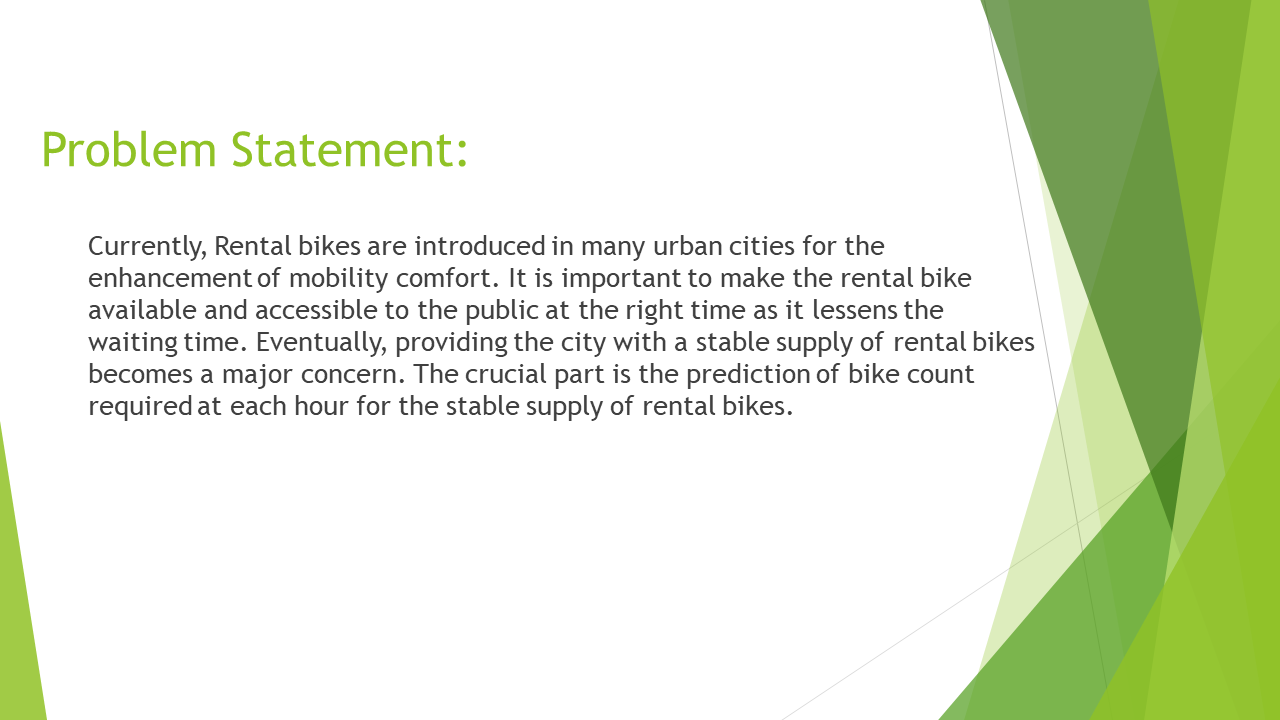 Problem Statement:
Currently, Rental bikes are introduced in many urban cities for the
enhancement of mobility comfort. It is important to make the rental bike
available and accessible to the public at the right time as it lessens the
waiting time. Eventually, providing the city with a stable supply of rental bikes
becomes a major concern. The crucial part is the prediction of bike count
required at each hour for the stable supply of rental bikes.